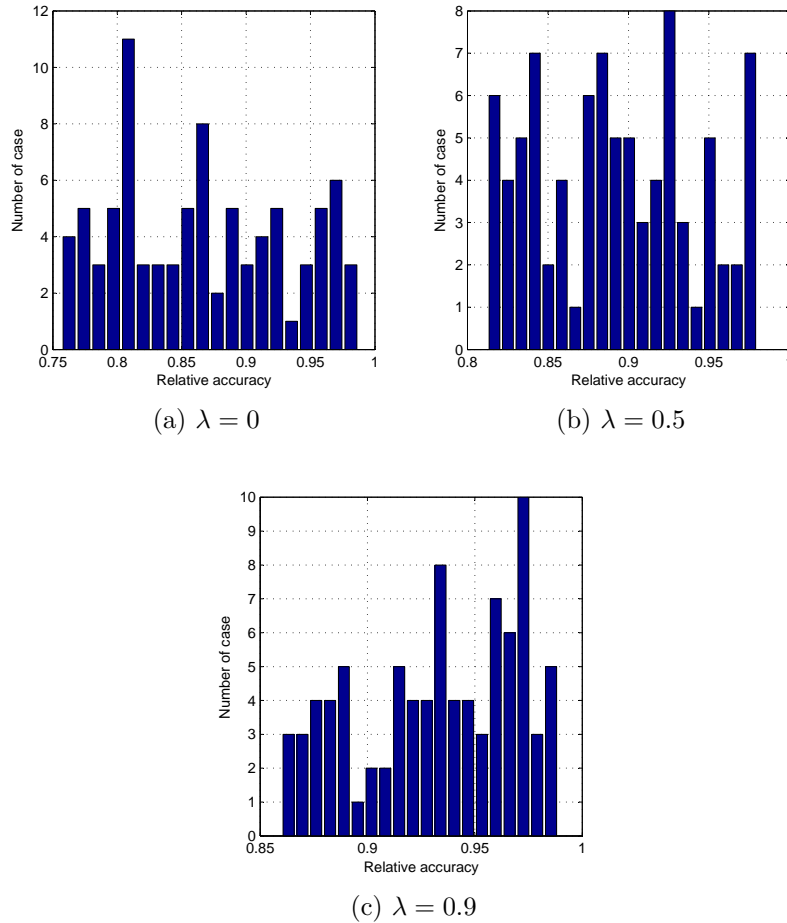 12
10
8
6
4
2
0
0.75 0.8 0.85 0.9 0.95 1
Number of case
Relative accuracy
(a) λ = 0
8
7
6
5
4
3
2
1
0
0.8 0.85 0.9 0.95 1
Number of case
Relative accuracy
(b) λ = 0.5
10
9
8
7
6
5
4
3
2
1
0
0.85 0.9 0.95 1
Number of case
Relative accuracy
(c) λ = 0.9